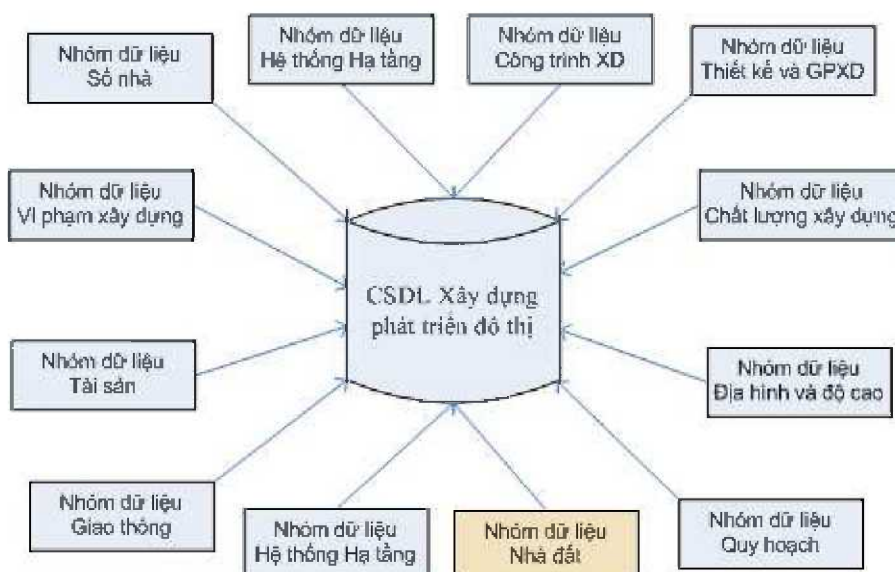 Nhóm dữ liệu
Số nhà
Nhóm dữ liệu
Hệ thống Hạ tầng
Nhóm dữ liệu
Công trình XD
Nhóm dữ liệu
Thiết kế và GPXD
Nhóm dữ liệu
Vi phạm xây dựng
Nhóm dữ liệu
Chất lượng xây dựng
CSDL Xây dựng
phát triển đô thị
Nhóm dữ liệu
Tài sản
Nhóm dữ liệu
Địa hình và độ cao
Nhóm dữ liệu
Giao thông
Nhóm dữ liệu
Hệ thống Hạ tầng
Nhóm dữ liệu
Nhà đất
Nhóm dữ liệu
Quy hoạch